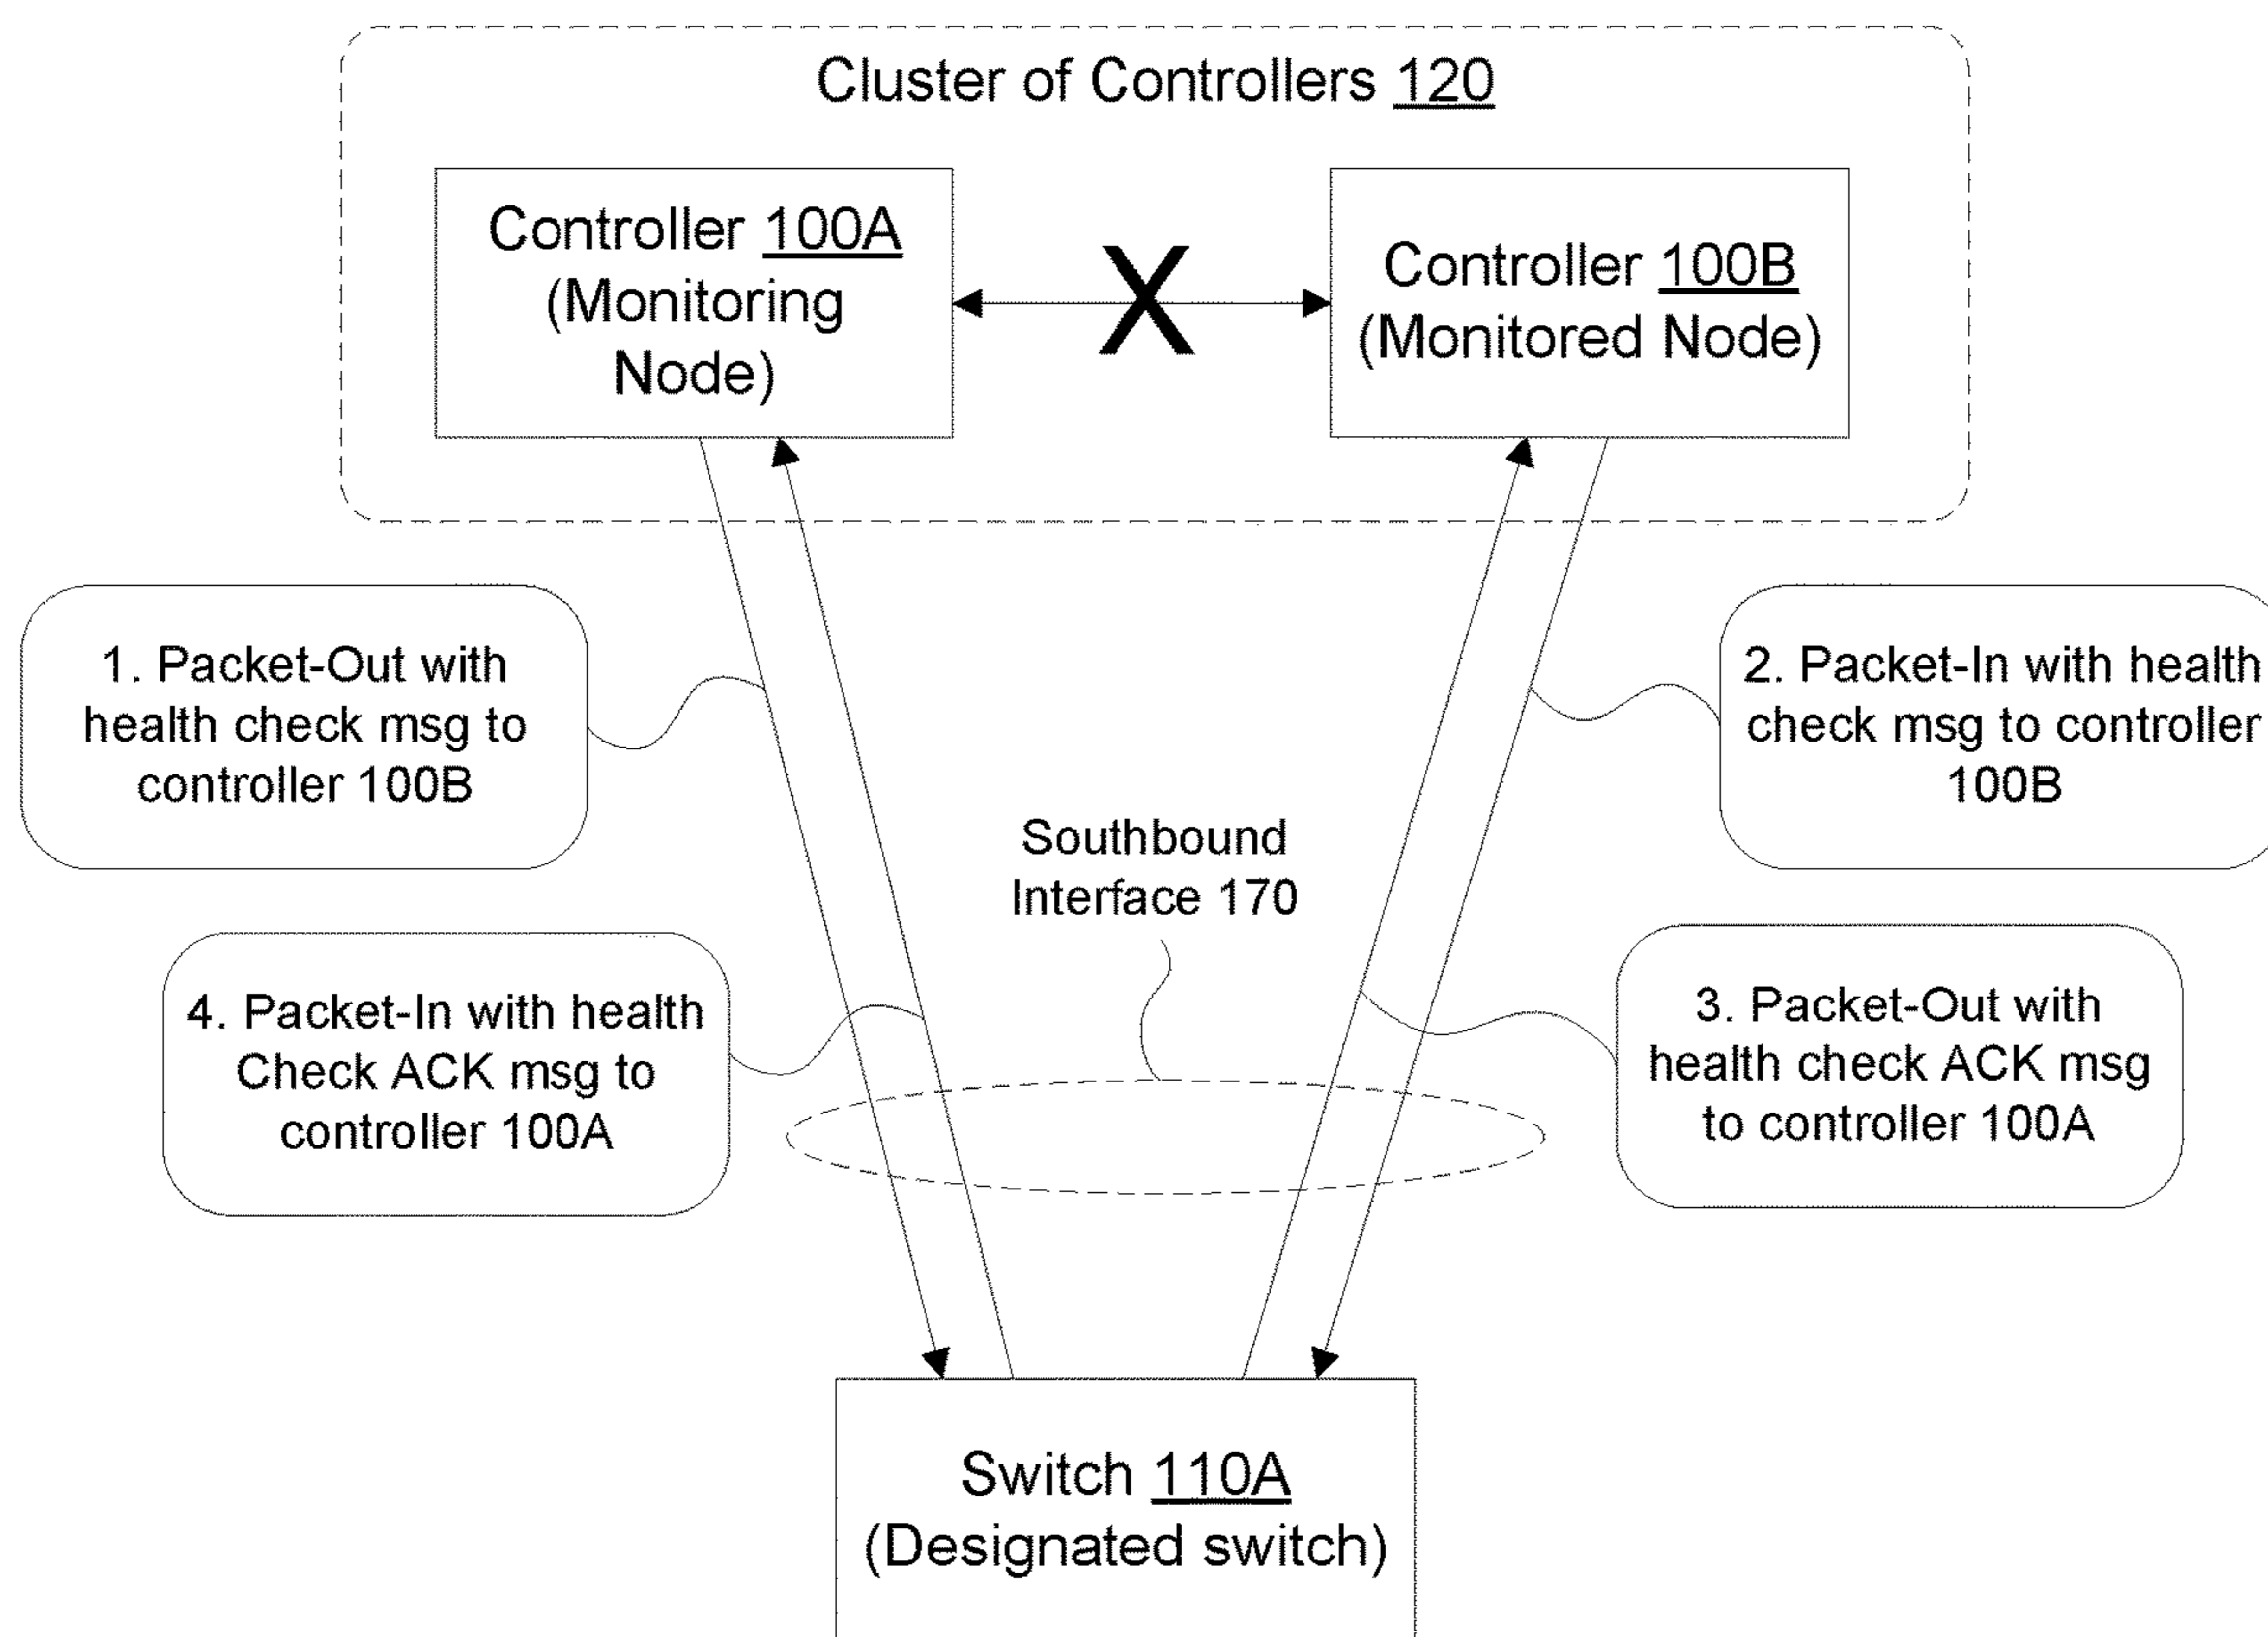 Cluster of Controllers 120
Controller 100A
(Monitoring
Node)
X
Controller 100B
(Monitored Node)
1. Packet-Out with
health check msg to
controller 100B
2. Packet-In with health
check msg to controller
100B
Southbound
Interface 170
4. Packet-In with health
Check ACK msg to
controller 100A
3. Packet-Out with
health check ACK msg
to controller 100A
Switch 110A
(Designated switch)